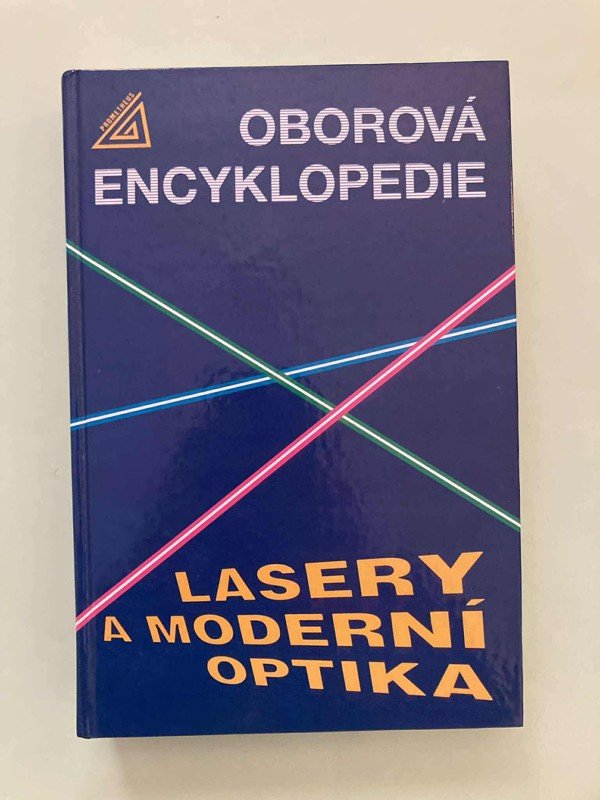 PROMETHEUS
OBOROVÁ
ENCYKLOPEDIE
LASERY
A MODERNÍ
OPTIKA